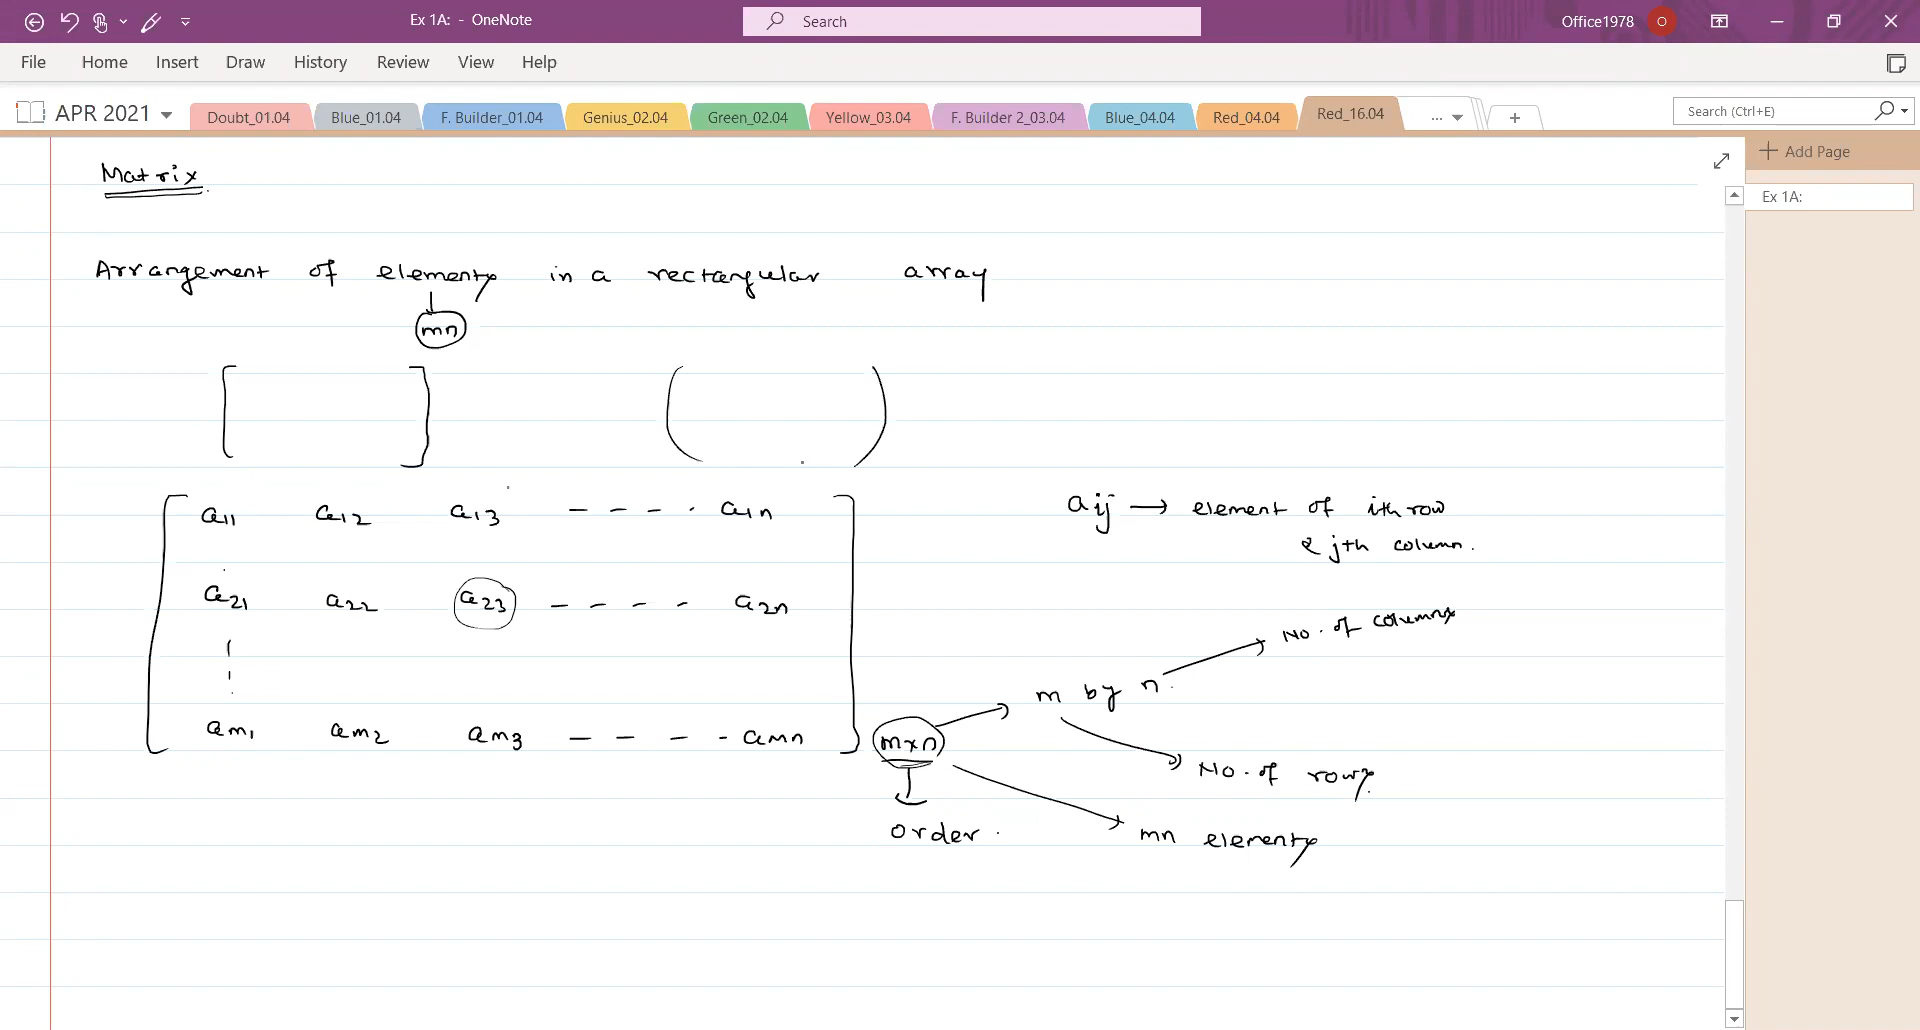 Ex 1A: - OneNote
Search
Office1978
O
File Home Insert Draw History Review View Help
APR 2021
Doubt_01.04
Blue_01.04
F. Builder_01.04
Genius_02.04
Green_02.04
Yellow_03.04
F. Builder 2_03.04
Blue_04.04
Red_04.04
Red_16.04
...
+
Search (Ctrl+E)
Add Page
Ex 1A:
Matrix
Arrangement of elements in a rectangular array
mn
[ ] ( )
a11 a12 a13 - - - - a1n
a21 a22 a23 - - - - a2n
am1 am2 am3 - - - - amn
m×n
aij → element of ith row
& jth column.
m by n
No. of columns
No. of rows
order
mn elements